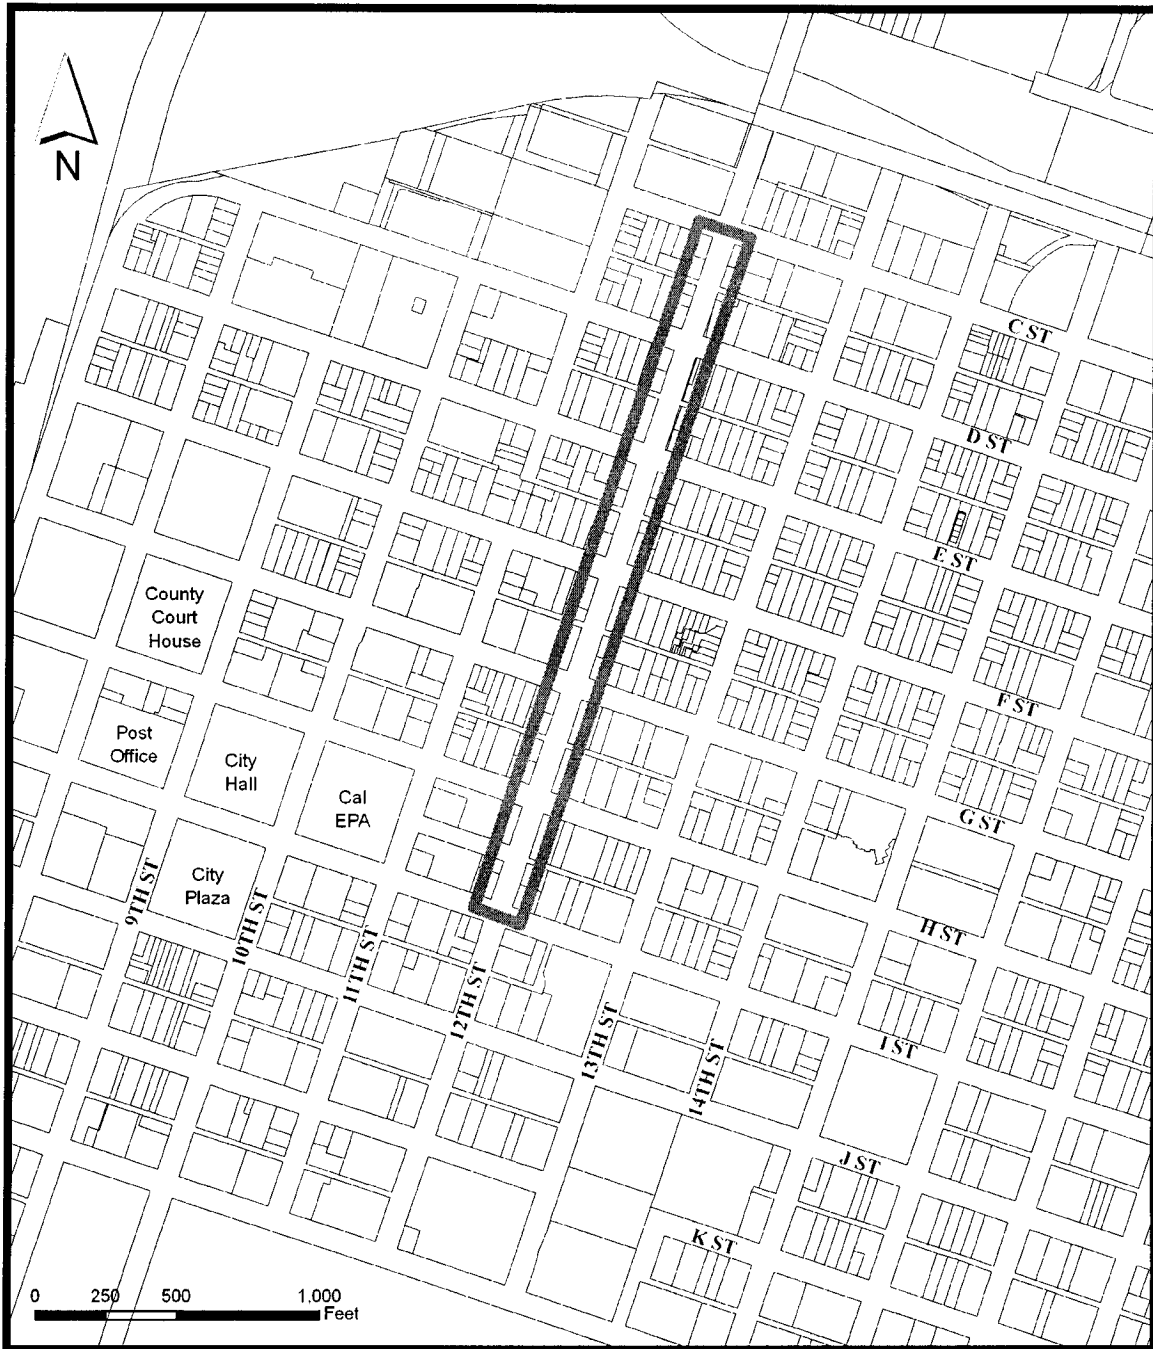 N
C ST
D ST
E ST
County
Court
House
F ST
Post
Office
City
Hall
Cal
EPA
G ST
City
Plaza
9TH ST
10TH ST
11TH ST
12TH ST
13TH ST
14TH ST
H ST
I ST
J ST
K ST
0 250 500 1,000
Feet